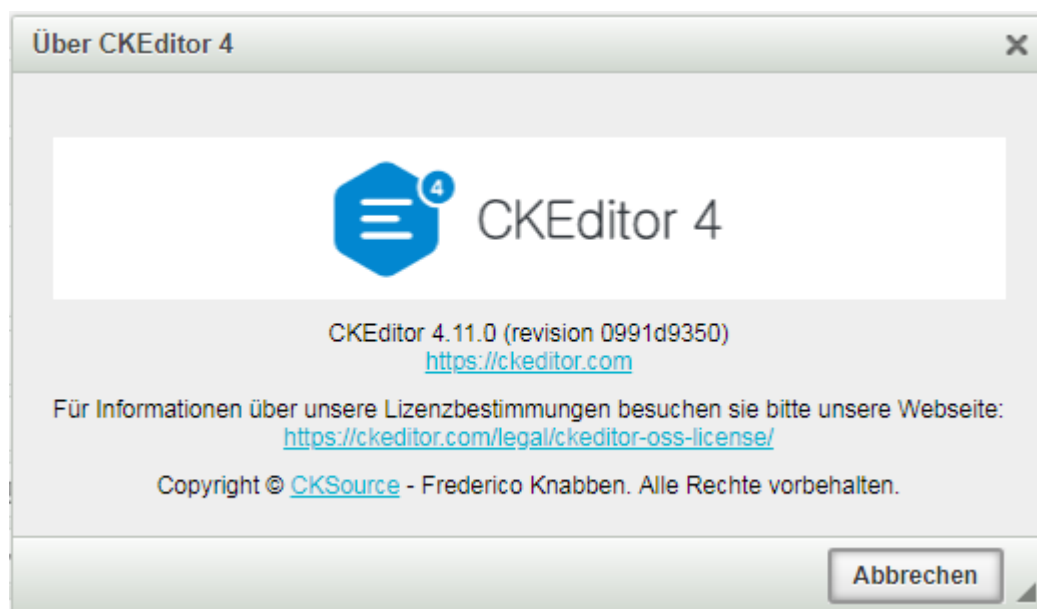 Über CKEditor 4
4
CKEditor 4
CKEditor 4.11.0 (revision 0991d9350)
https://ckeditor.com
Für Informationen über unsere Lizenzbestimmungen besuchen sie bitte unsere Webseite:
https://ckeditor.com/legal/ckeditor-oss-license/
Copyright © CKSource - Frederico Knabben. Alle Rechte vorbehalten.
Abbrechen